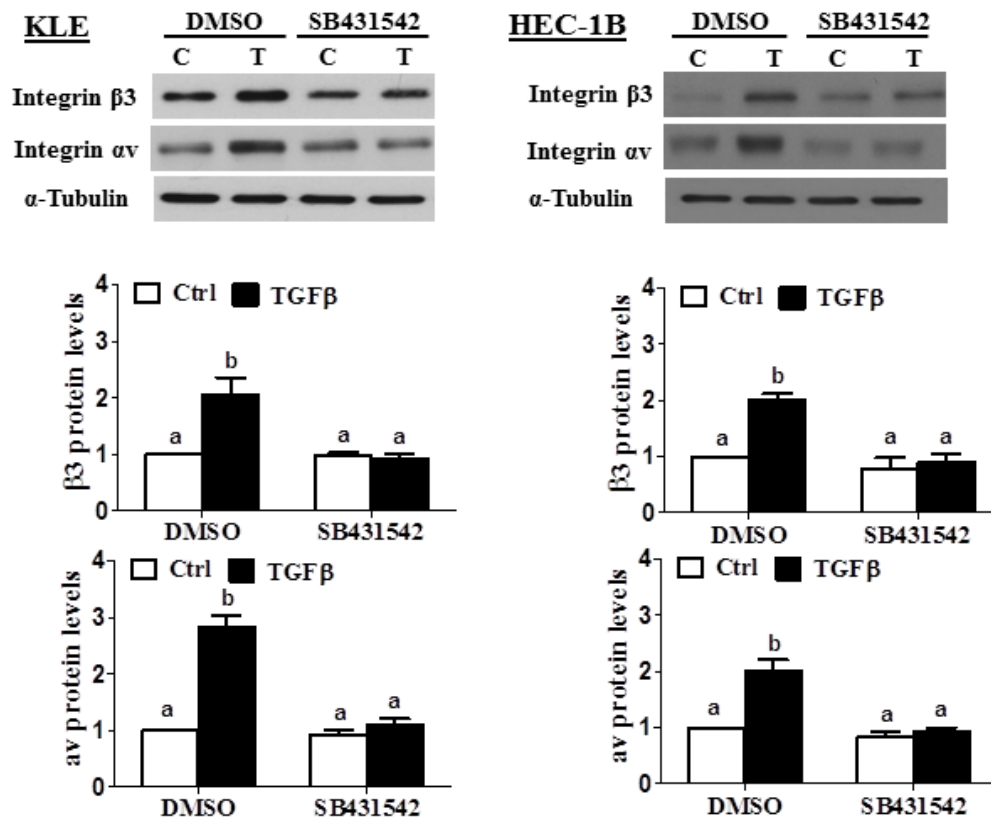 KLE
DMSO SB431542
C T C T
Integrin β3
Integrin αv
α-Tubulin
4
3
2
1
0
β3 protein levels
Ctrl TGFβ
a b a a
DMSO SB431542
4
3
2
1
0
av protein levels
Ctrl TGFβ
a b a a
DMSO SB431542
HEC-1B
DMSO SB431542
C T C T
Integrin β3
Integrin αv
α-Tubulin
4
3
2
1
0
β3 protein levels
Ctrl TGFβ
a b a a
DMSO SB431542
4
3
2
1
0
av protein levels
Ctrl TGFβ
a b a a
DMSO SB431542